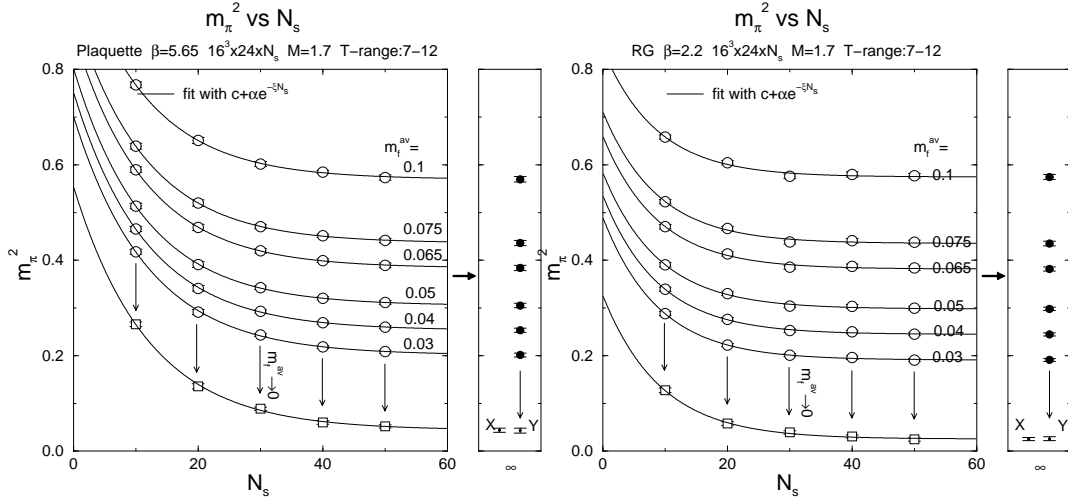 m_π^2 vs N_s
Plaquette β=5.65 16^3x24xN_s M=1.7 T-range:7−12
0.8
0.6
0.4
0.2
0.0
m_π^2
fit with c+αe^{−ξN_s}
m_f^{av}=
0.1
0.075
0.065
0.05
0.04
0.03
m_f^{av}→0
0
20
40
60
N_s
X
Y
∞
m_π^2 vs N_s
RG β=2.2 16^3x24xN_s M=1.7 T-range:7−12
0.8
0.6
0.4
0.2
0.0
m_π^2
fit with c+αe^{−ξN_s}
m_f^{av}=
0.1
0.075
0.065
0.05
0.04
0.03
m_f^{av}→0
0
20
40
60
N_s
X
Y
∞